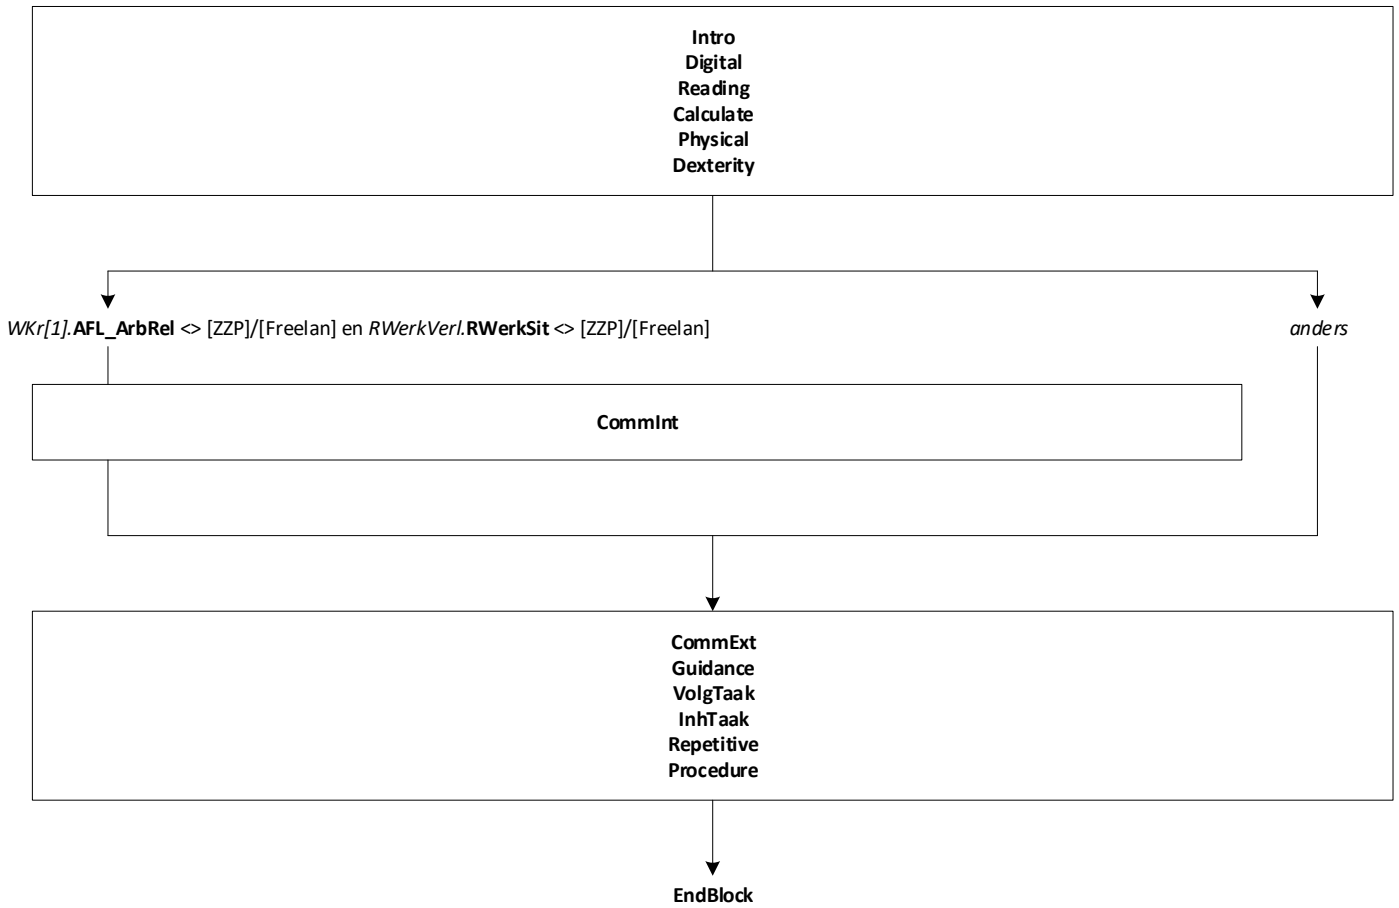 Intro
Digital
Reading
Calculate
Physical
Dexterity
WKr[1].AFL_ArbRel <> [ZZP]/[Freelan] en RWerkVerl.RWerkSit <> [ZZP]/[Freelan]
anders
CommInt
CommExt
Guidance
VolgTaak
InhTaak
Repetitive
Procedure
EndBlock